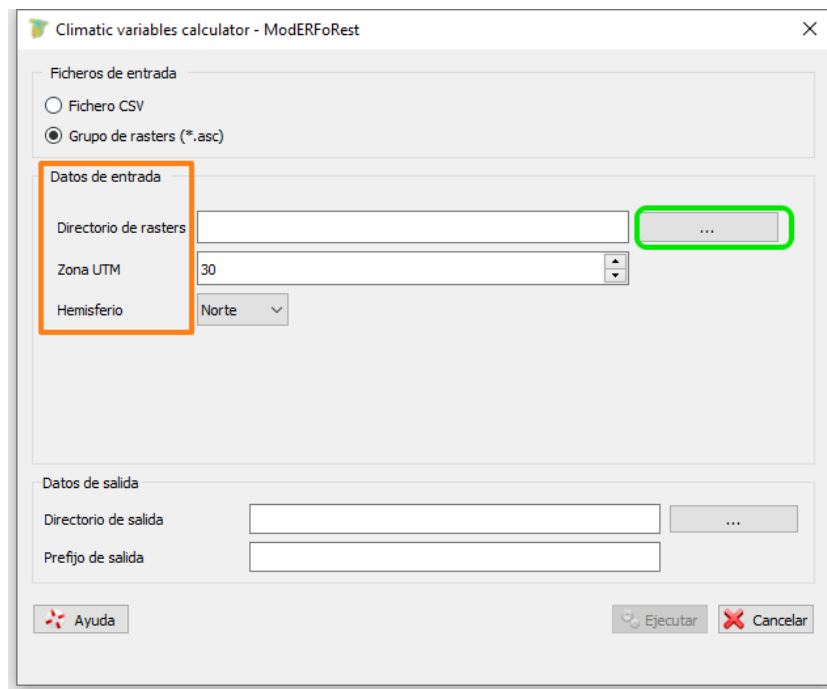 Climatic variables calculator - ModERFoRest
Ficheros de entrada
Fichero CSV
Grupo de rasters (*.asc)
Datos de entrada
Directorio de rasters ...
Zona UTM 30
Hemisferio Norte
Datos de salida
Directorio de salida ...
Prefijo de salida
Ayuda Ejecutar Cancelar